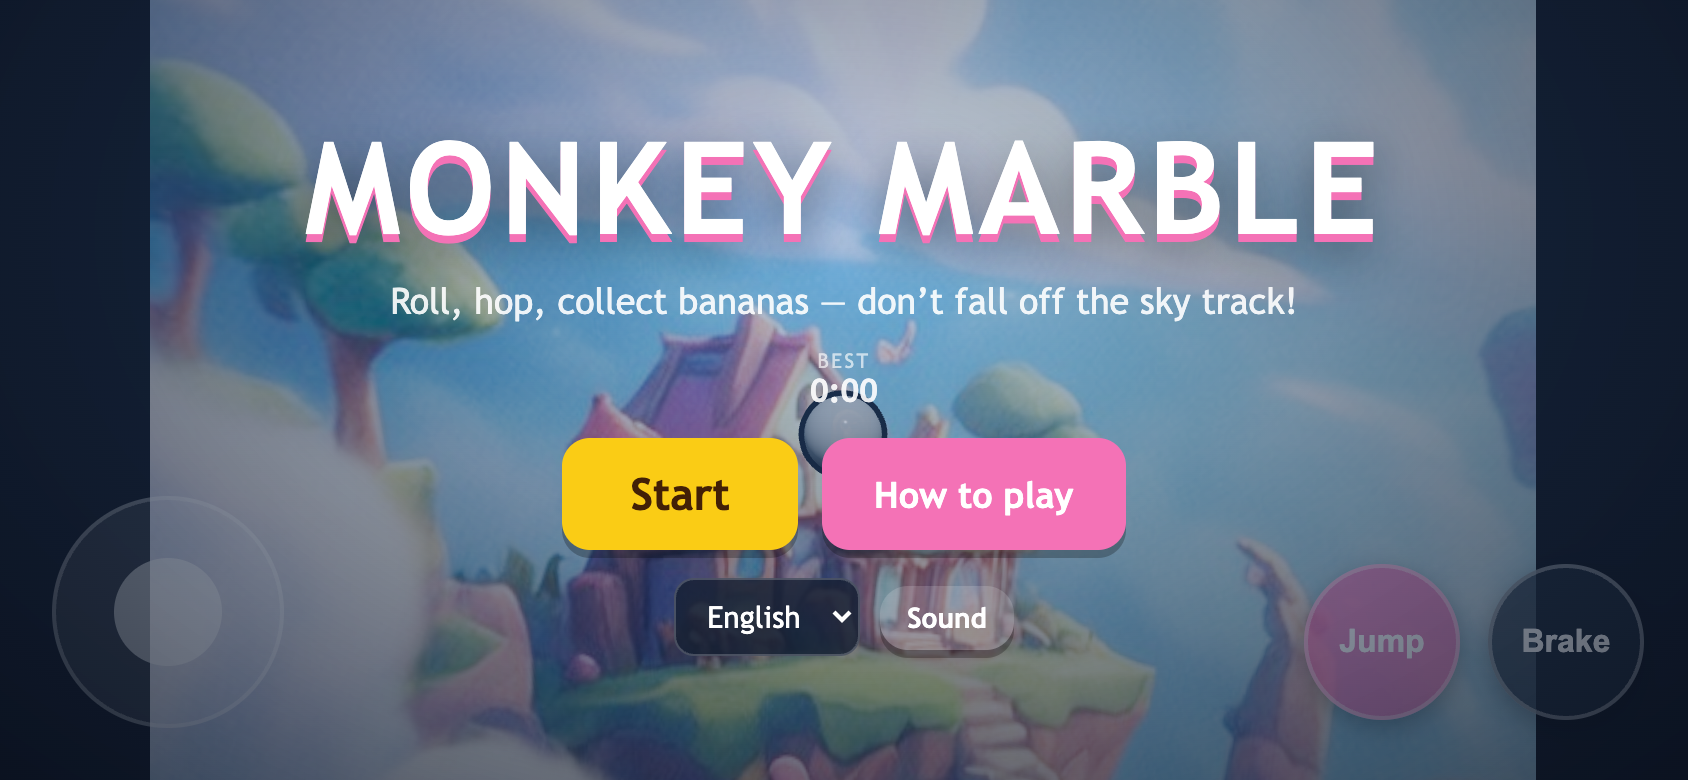 MONKEY MARBLE
Roll, hop, collect bananas — don’t fall off the sky track!
BEST
0:00
Start
How to play
English
Sound
Jump
Brake